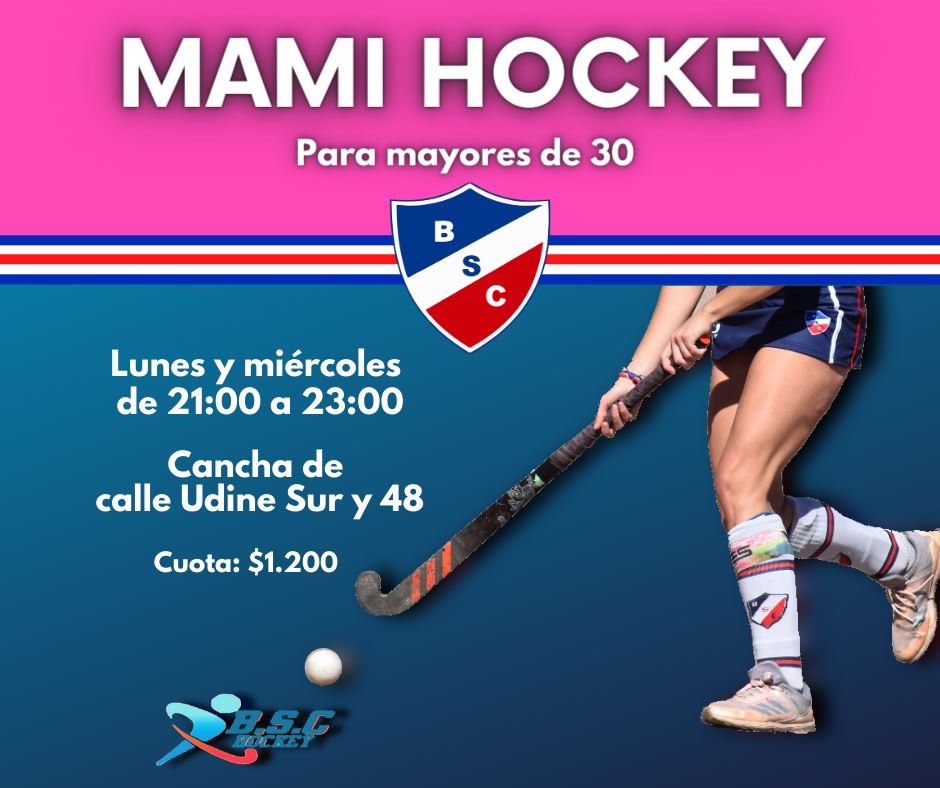 MAMI HOCKEY
Para mayores de 30
B
S
C
Lunes y miércoles
de 21:00 a 23:00
Cancha de
calle Udine Sur y 48
Cuota: $1.200
B.S.C
HOCKEY